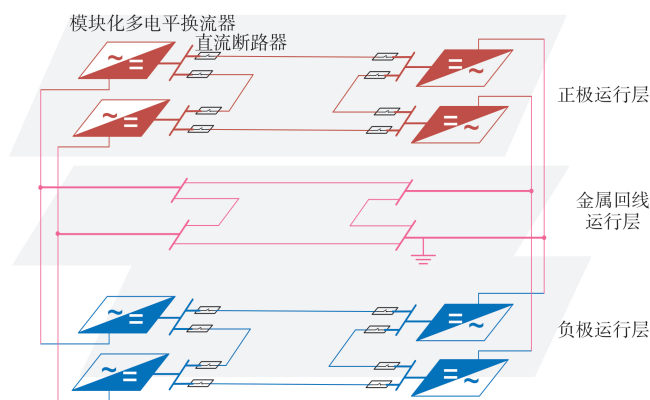 模块化多电平换流器
直流断路器
正极运行层
金属回线
运行层
负极运行层